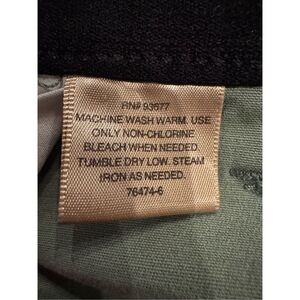 RN# 93677
MACHINE WASH WARM. USE
ONLY NON-CHLORINE
BLEACH WHEN NEEDED.
TUMBLE DRY LOW. STEAM
IRON AS NEEDED.
76474-6